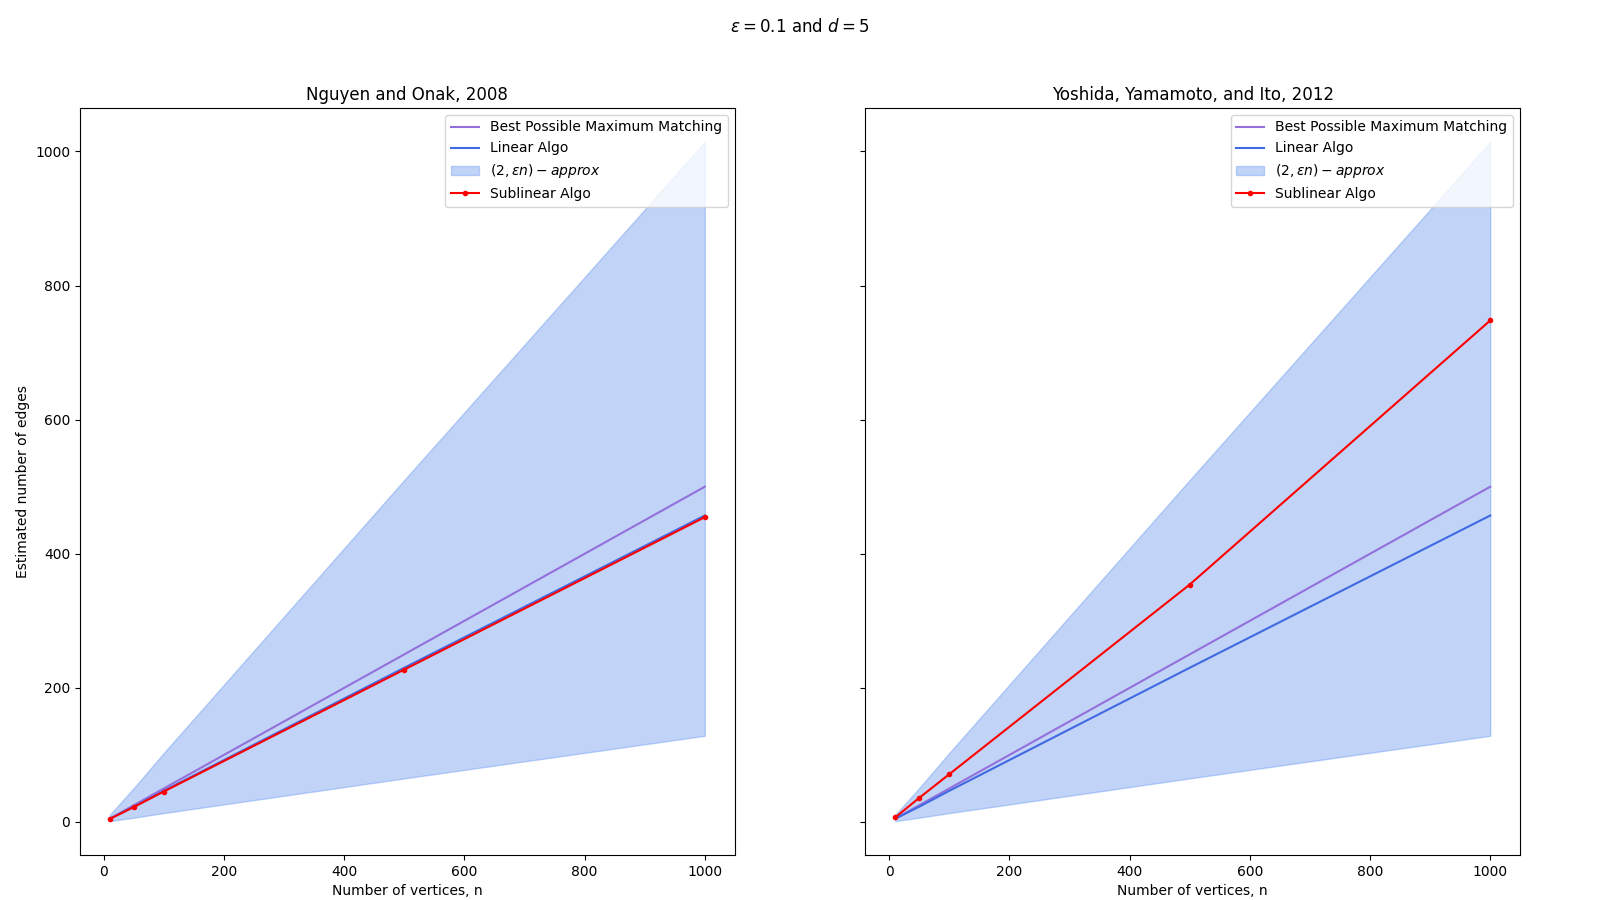 ε = 0.1 and d = 5
Nguyen and Onak, 2008
Best Possible Maximum Matching
Linear Algo
(2, εn) − approx
Sublinear Algo
1000
800
600
400
200
0
Estimated number of edges
0 200 400 600 800 1000
Number of vertices, n
Yoshida, Yamamoto, and Ito, 2012
Best Possible Maximum Matching
Linear Algo
(2, εn) − approx
Sublinear Algo
0 200 400 600 800 1000
Number of vertices, n